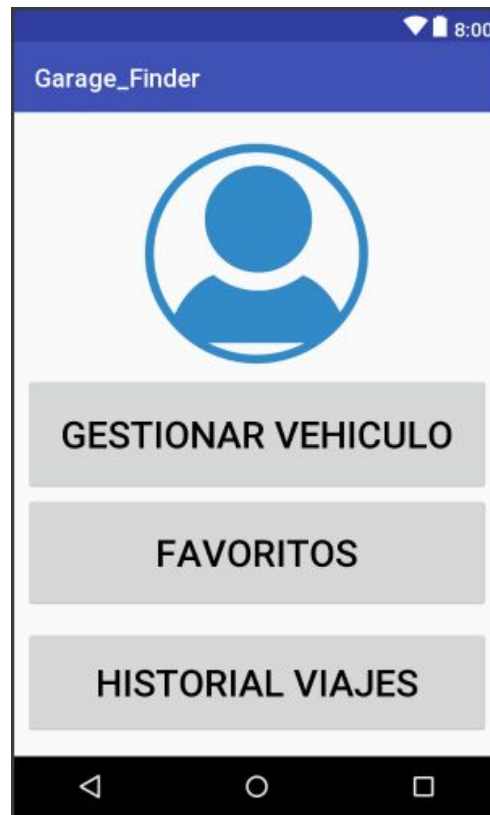 8:00
Garage_Finder
GESTIONAR VEHICULO
FAVORITOS
HISTORIAL VIAJES